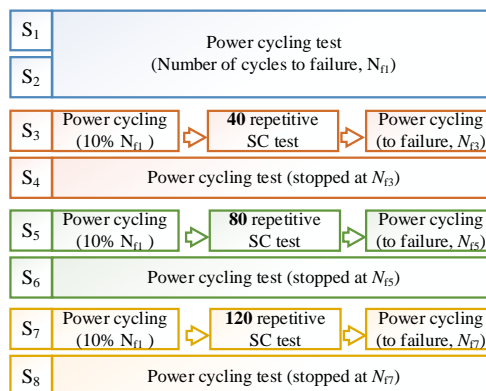 S1
Power cycling test
(Number of cycles to failure, Nf1)
S2
S3
Power cycling
(10% Nf1 )
40 repetitive
SC test
Power cycling
(to failure, Nf3)
S4
Power cycling test (stopped at Nf3)
S5
Power cycling
(10% Nf1 )
80 repetitive
SC test
Power cycling
(to failure, Nf5)
S6
Power cycling test (stopped at Nf5)
S7
Power cycling
(10% Nf1 )
120 repetitive
SC test
Power cycling
(to failure, Nf7)
S8
Power cycling test (stopped at Nf7)